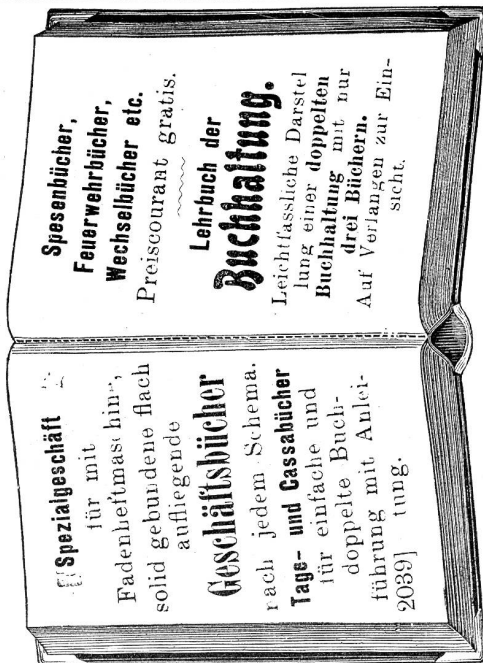 Spezialgeschäft
für mit
Fadenheftmaschine,
solid gebundene flach
aufliegende
Geschäftsbücher
nach jedem Schema.
Tage- und Cassabücher
für einfache und
doppelte Buch-
führung mit Anlei-
2039] tung.
Spesenbücher,
Feuerwehrbücher,
Wechselbücher etc.
Preiscourant gratis.
Lehrbuch der
Buchhaltung.
Leichtfassliche Darstel
lung einer doppelten
Buchhaltung mit nur
drei Büchern.
Auf Verlangen zur Ein-
sicht.